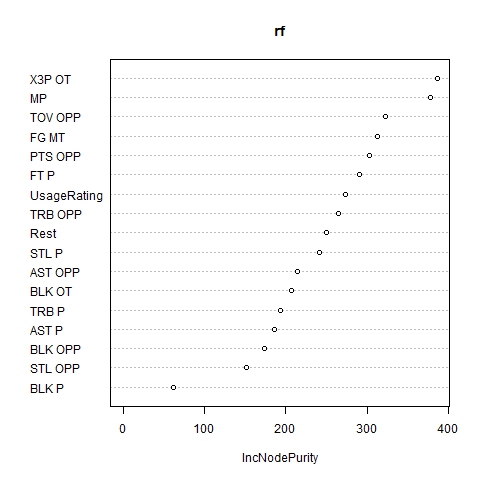 rf
X3P OT
MP
TOV OPP
FG MT
PTS OPP
FT P
UsageRating
TRB OPP
Rest
STL P
AST OPP
BLK OT
TRB P
AST P
BLK OPP
STL OPP
BLK P
0 100 200 300 400
IncNodePurity